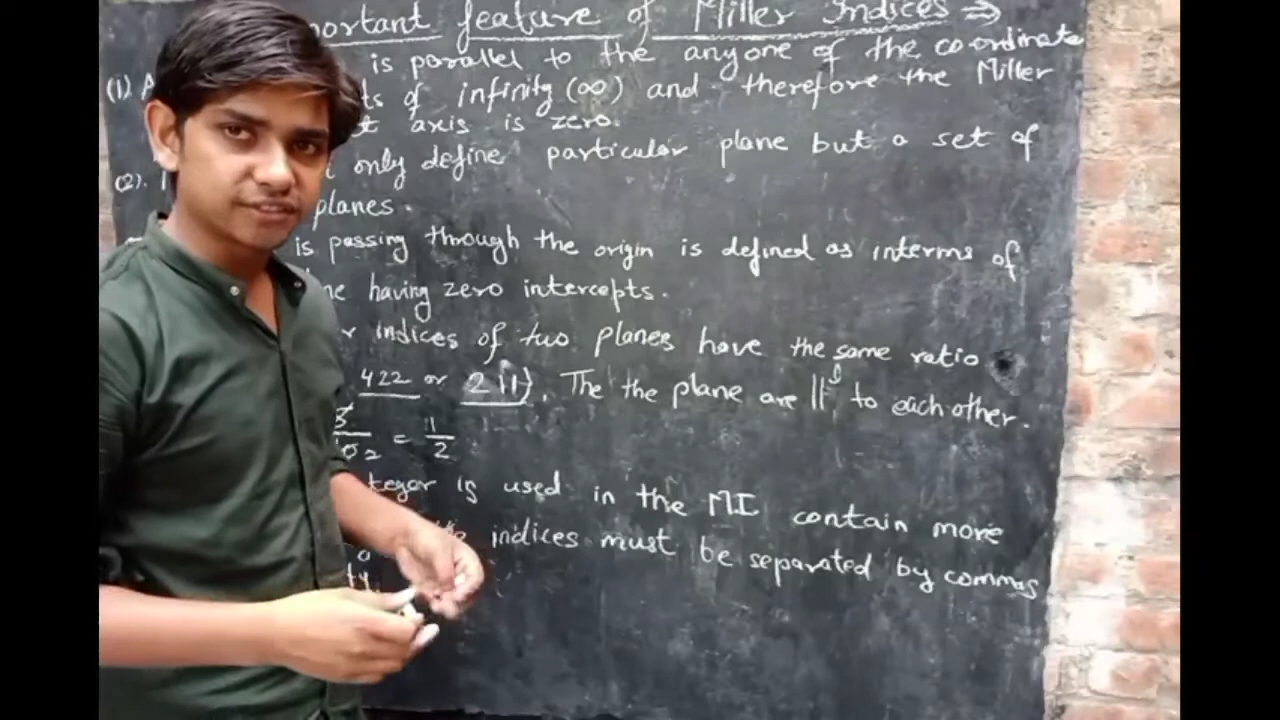 portant feature of Miller Indices ⇒
(1). A is parallel to the anyone of the coordinate
ts of infinity (∞) and therefore the Miller
t axis is zero.
(2). only define particular plane but a set of
planes.
is passing through the origin is defined as interms of
ne having zero intercepts.
r indices of two planes have the same ratio
422 or 211). The the plane are ||l to each other.
= 1/2
teger is used in the MI contain more
indices must be separated by commas